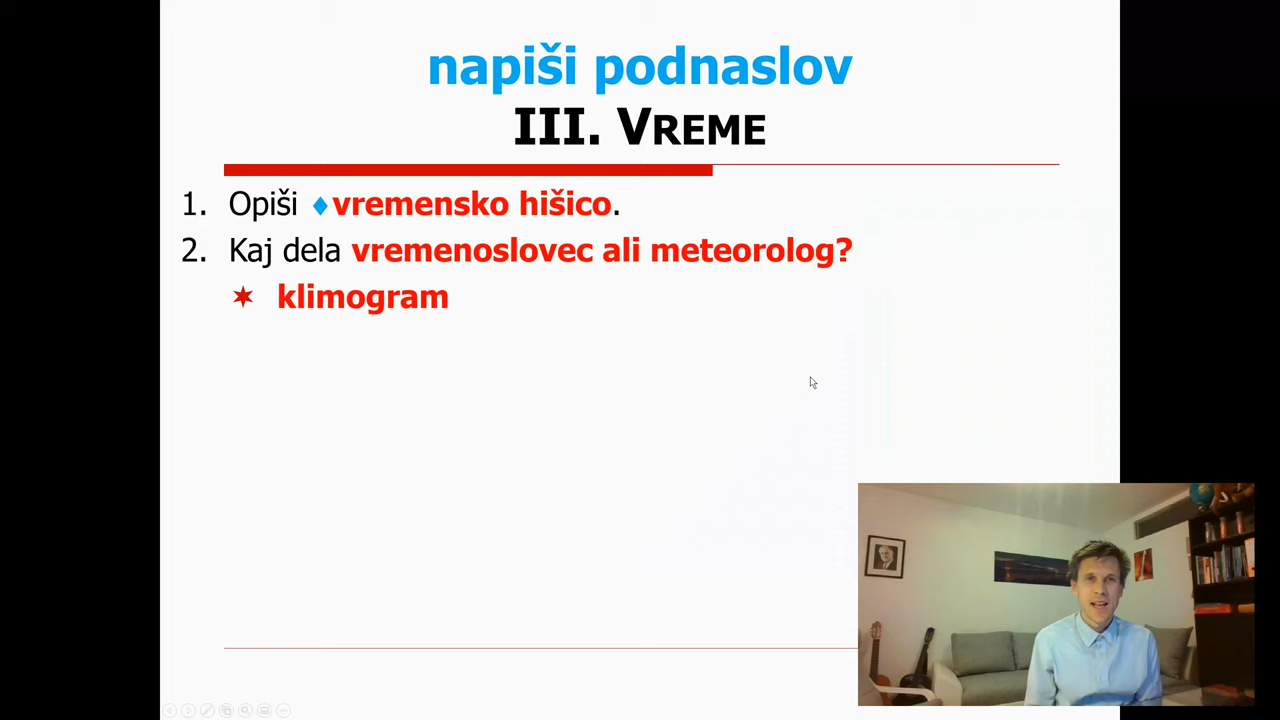 napiši podnaslov
III. VREME
1. Opiši ♦vremensko hišico.
2. Kaj dela vremenoslovec ali meteorolog?
✶ klimogram